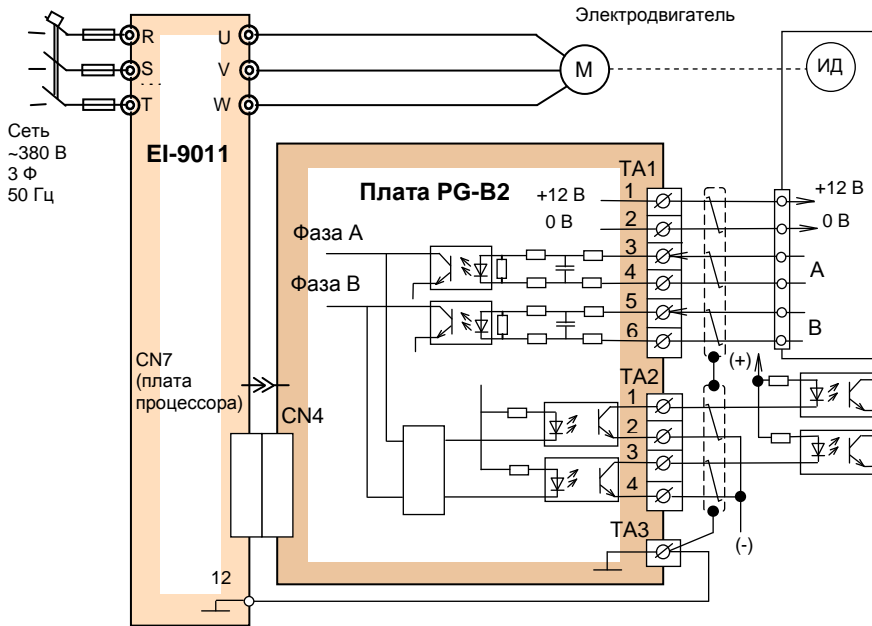 Электродвигатель
R
U
S
V
T
W
M
ИД
Сеть
~380 В
3 Ф
50 Гц
EI-9011
Плата PG-B2
TA1
1
+12 В
+12 В
2
0 В
0 В
Фаза А
3
A
4
Фаза В
5
B
6
CN7
(плата
процессора)
(+)
TA2
1
CN4
2
3
4
TA3
(-)
12